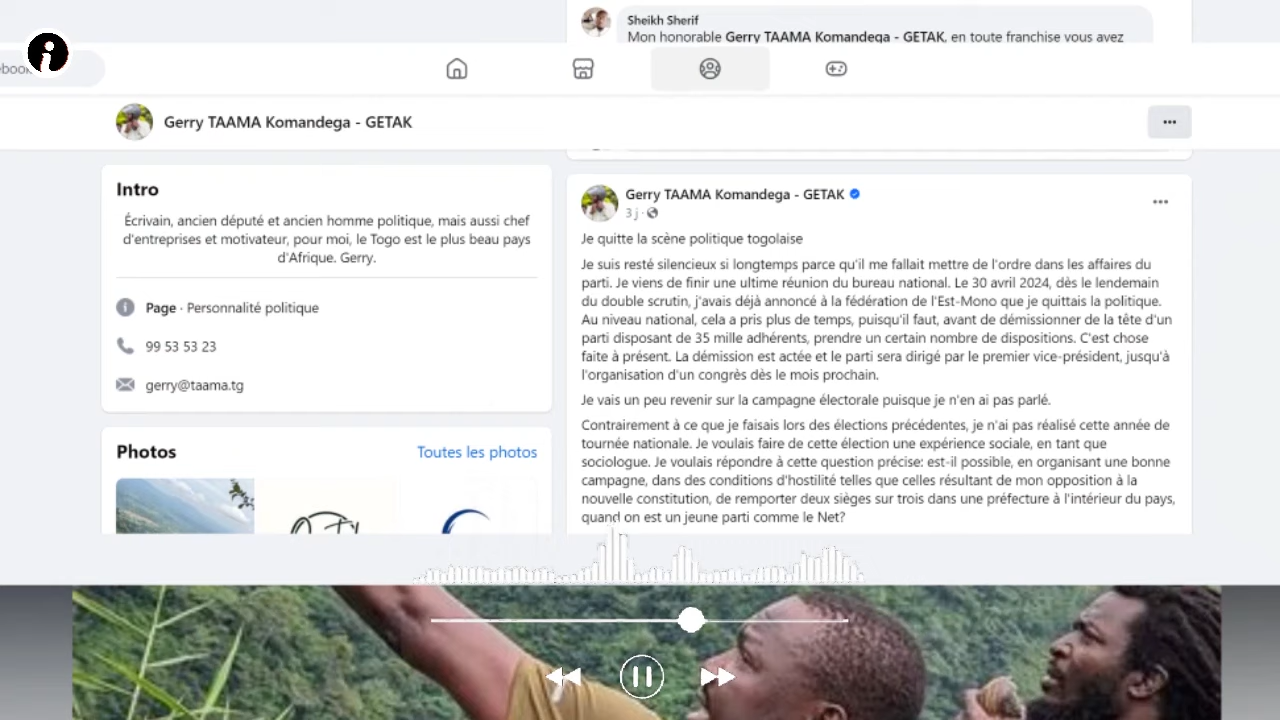 Sheikh Sherif
Mon honorable Gerry TAAMA Komandega - GETAK, en toute franchise vous avez
Gerry TAAMA Komandega - GETAK
Intro
Écrivain, ancien député et ancien homme politique, mais aussi chef
d'entreprises et motivateur, pour moi, le Togo est le plus beau pays
d'Afrique. Gerry.
Page · Personnalité politique
99 53 53 23
gerry@taama.tg
Photos
Toutes les photos
Gerry TAAMA Komandega - GETAK
3 j ·
Je quitte la scène politique togolaise
Je suis resté silencieux si longtemps parce qu'il me fallait mettre de l'ordre dans les affaires du
parti. Je viens de finir une ultime réunion du bureau national. Le 30 avril 2024, dès le lendemain
du double scrutin, j'avais déjà annoncé à la fédération de l'Est-Mono que je quittais la politique.
Au niveau national, cela a pris plus de temps, puisqu'il faut, avant de démissionner de la tête d'un
parti disposant de 35 mille adhérents, prendre un certain nombre de dispositions. C'est chose
faite à présent. La démission est actée et le parti sera dirigé par le premier vice-président, jusqu'à
l'organisation d'un congrès dès le mois prochain.
Je vais un peu revenir sur la campagne électorale puisque je n'en ai pas parlé.
Contrairement à ce que je faisais lors des élections précédentes, je n'ai pas réalisé cette année de
tournée nationale. Je voulais faire de cette élection une expérience sociale, en tant que
sociologue. Je voulais répondre à cette question précise: est-il possible, en organisant une bonne
campagne, dans des conditions d'hostilité telles que celles résultant de mon opposition à la
nouvelle constitution, de remporter deux sièges sur trois dans une préfecture à l'intérieur du pays,
quand on est un jeune parti comme le Net?